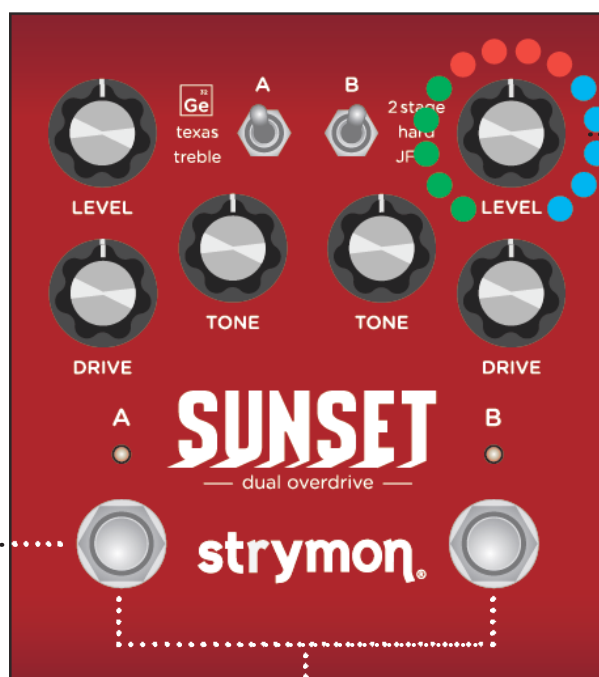 A B
32
Ge
texas
treble
2 stage
hard
JF
LEVEL LEVEL
TONE TONE
DRIVE DRIVE
A B
SUNSET
dual overdrive
strymon®